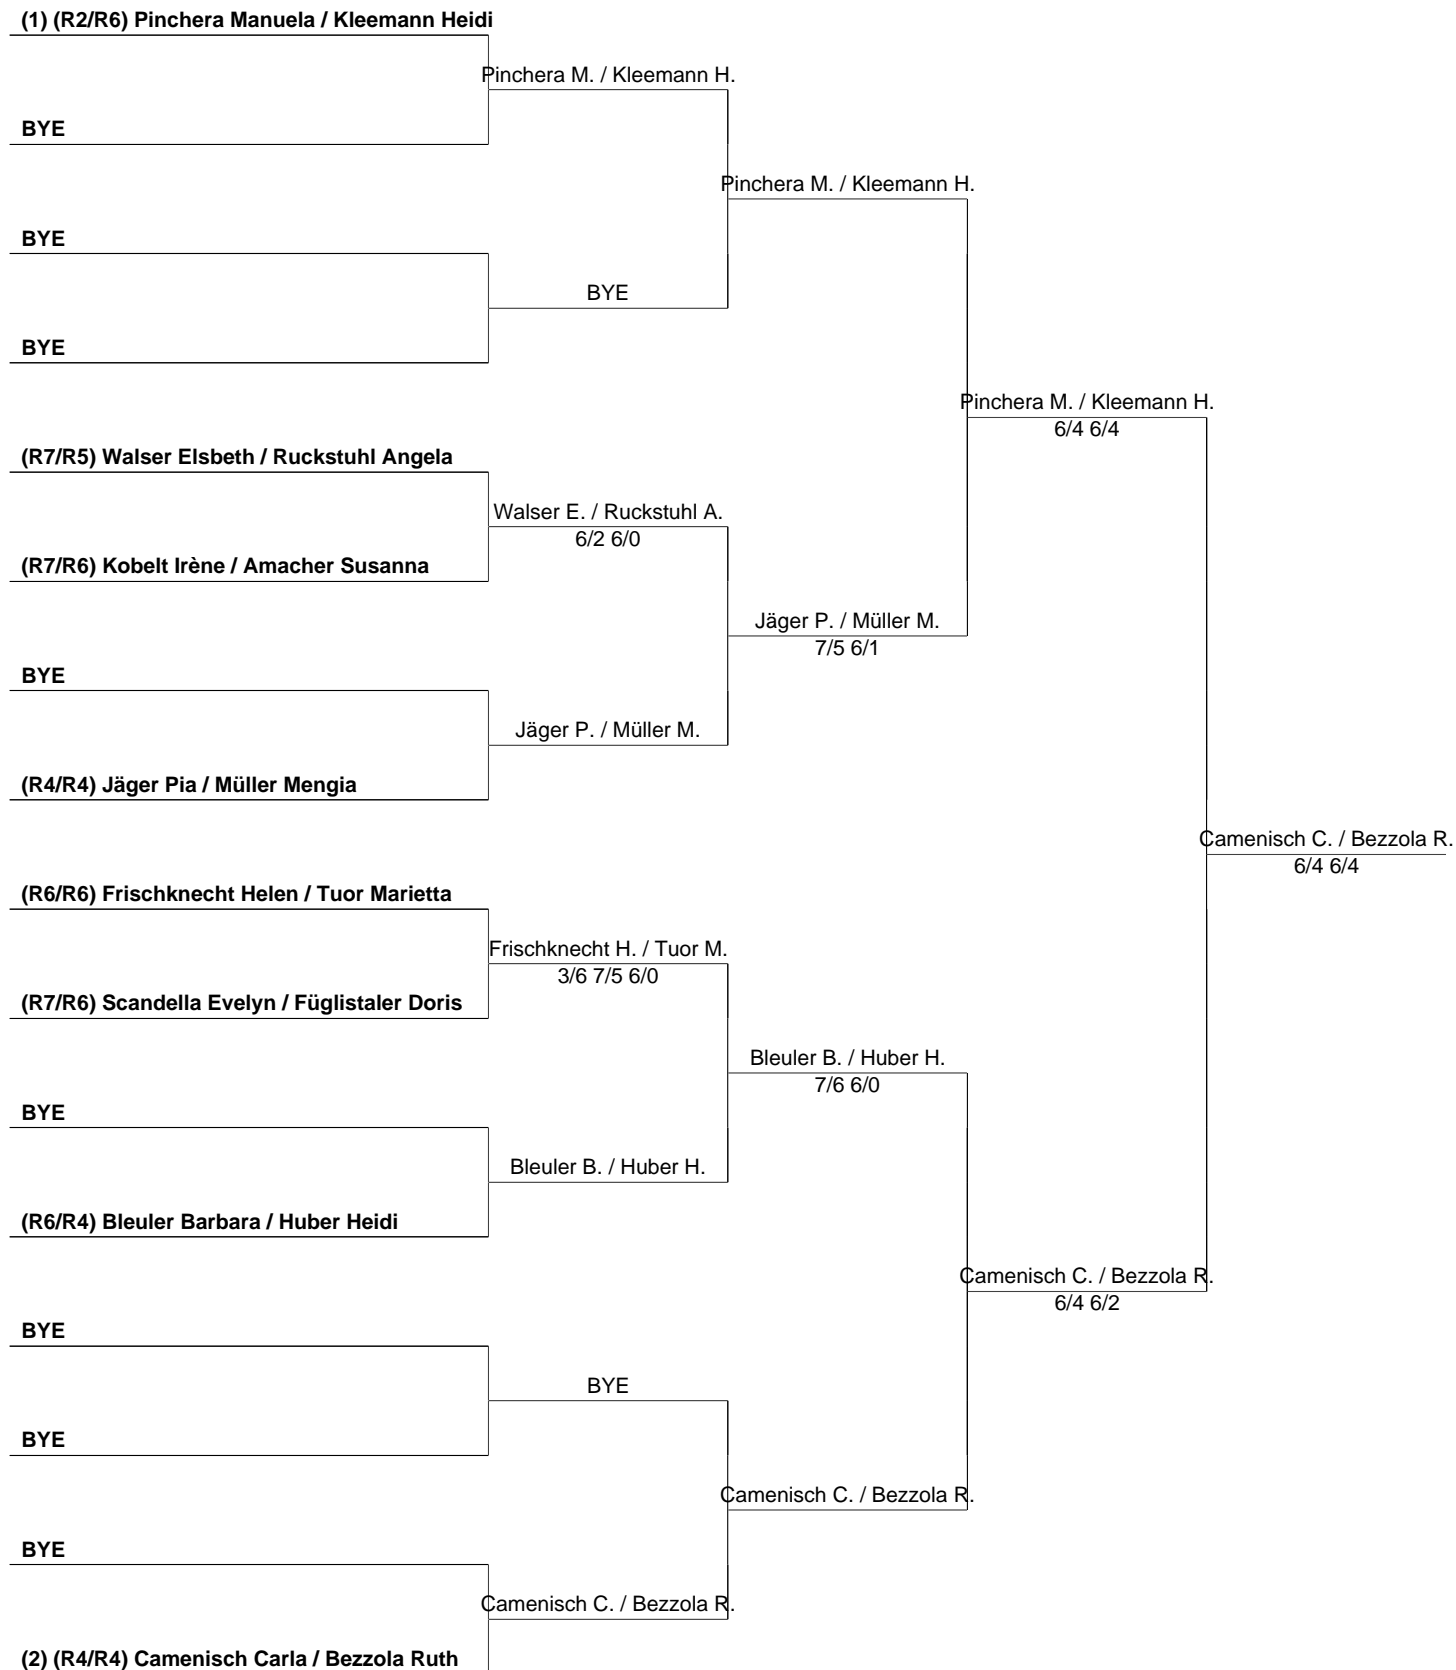 (1) (R2/R6) Pinchera Manuela / Kleemann Heidi
Pinchera M. / Kleemann H.
BYE
Pinchera M. / Kleemann H.
BYE
BYE
BYE
Pinchera M. / Kleemann H.
6/4 6/4
(R7/R5) Walser Elsbeth / Ruckstuhl Angela
Walser E. / Ruckstuhl A.
6/2 6/0
(R7/R6) Kobelt Irène / Amacher Susanna
Jäger P. / Müller M.
7/5 6/1
BYE
Jäger P. / Müller M.
(R4/R4) Jäger Pia / Müller Mengia
Camenisch C. / Bezzola R.
6/4 6/4
(R6/R6) Frischknecht Helen / Tuor Marietta
Frischknecht H. / Tuor M.
3/6 7/5 6/0
(R7/R6) Scandella Evelyn / Füglistaler Doris
Bleuler B. / Huber H.
7/6 6/0
BYE
Bleuler B. / Huber H.
(R6/R4) Bleuler Barbara / Huber Heidi
Camenisch C. / Bezzola R.
6/4 6/2
BYE
BYE
BYE
Camenisch C. / Bezzola R.
BYE
Camenisch C. / Bezzola R.
(2) (R4/R4) Camenisch Carla / Bezzola Ruth